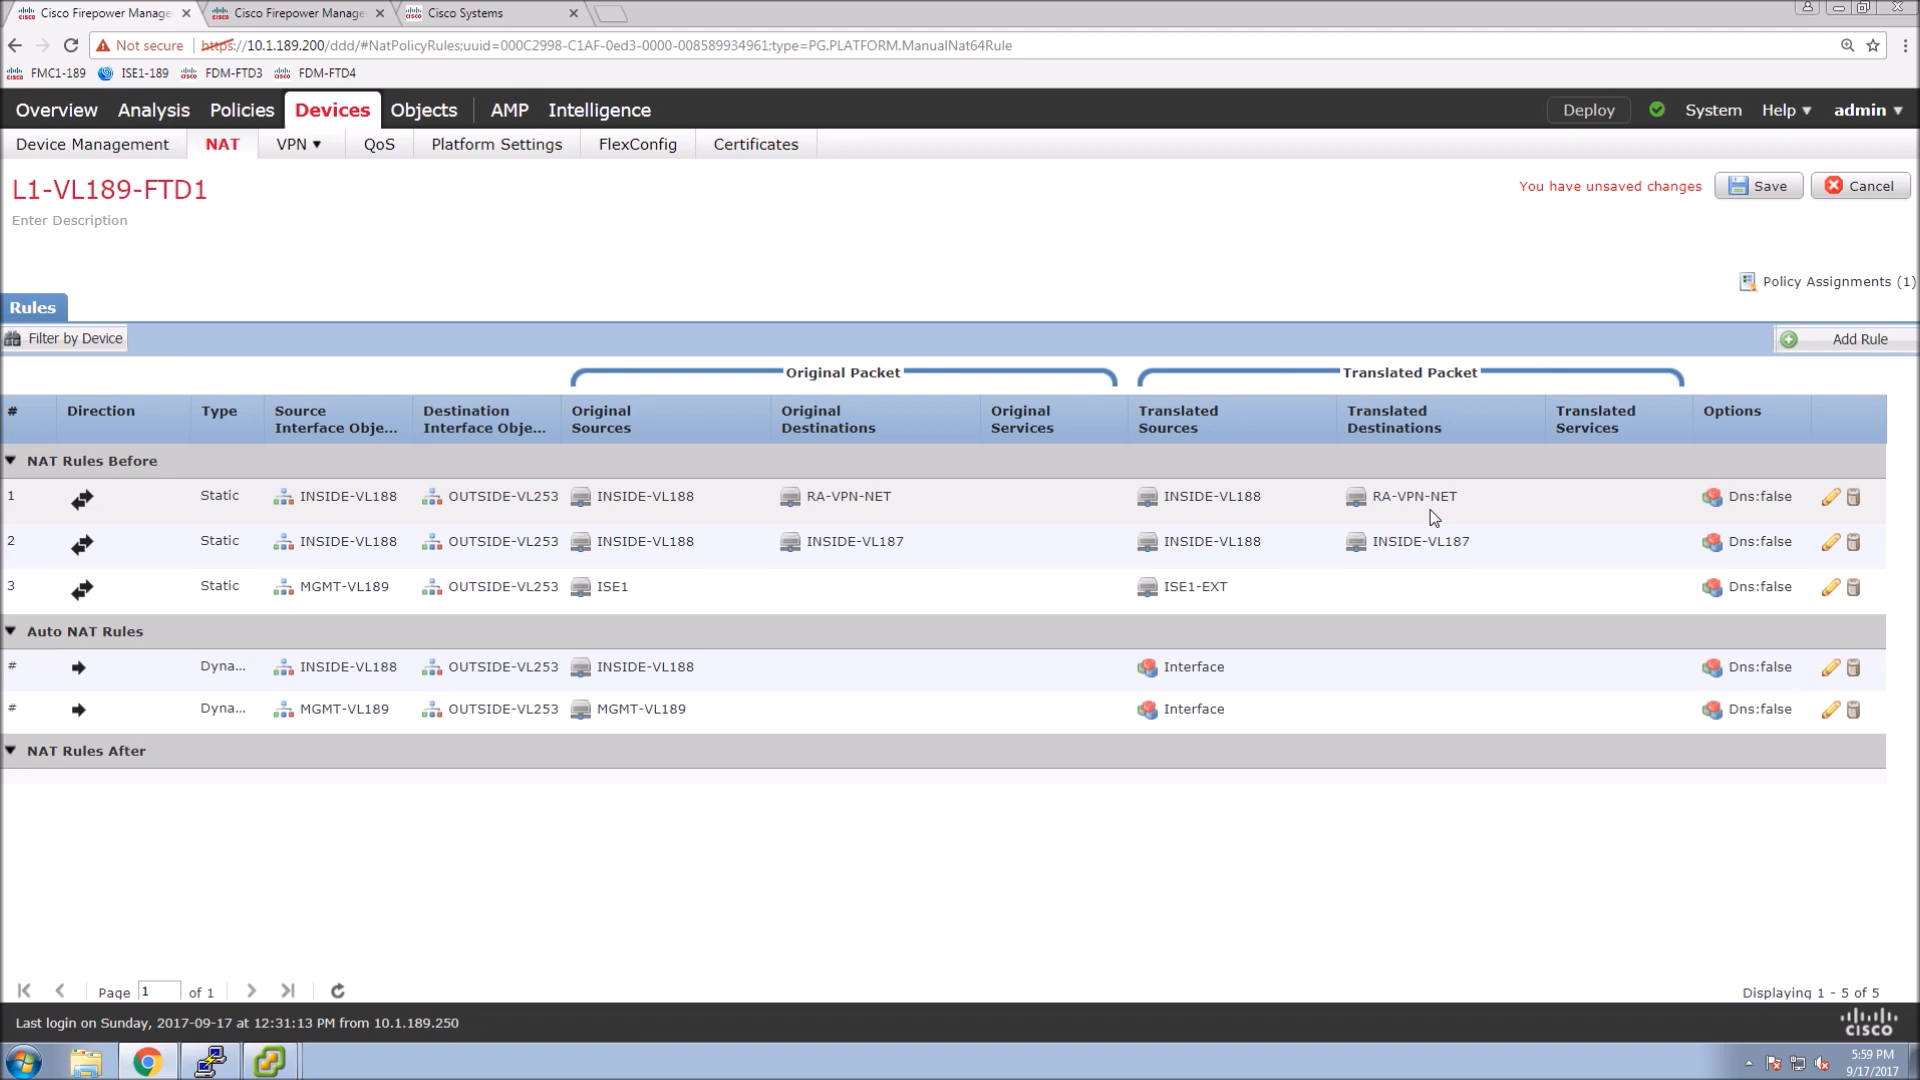 Cisco Firepower Manage
Cisco Firepower Manage
Cisco Systems
Not secure
https://10.1.189.200/ddd/#NatPolicyRules;uuid=000C2998-C1AF-0ed3-0000-008589934961;type=PG.PLATFORM.ManualNat64Rule
FMC1-189 ISE1-189 FDM-FTD3 FDM-FTD4
Overview Analysis Policies Devices Objects AMP Intelligence Deploy System Help ▾ admin ▾
Device Management NAT VPN ▾ QoS Platform Settings FlexConfig Certificates
L1-VL189-FTD1
You have unsaved changes Save Cancel
Enter Description
Policy Assignments (1)
Rules
Filter by Device Add Rule
Original Packet Translated Packet
# Direction Type Source Interface Obje... Destination Interface Obje... Original Sources Original Destinations Original Services Translated Sources Translated Destinations Translated Services Options
NAT Rules Before
1 Static INSIDE-VL188 OUTSIDE-VL253 INSIDE-VL188 RA-VPN-NET INSIDE-VL188 RA-VPN-NET Dns:false
2 Static INSIDE-VL188 OUTSIDE-VL253 INSIDE-VL188 INSIDE-VL187 INSIDE-VL188 INSIDE-VL187 Dns:false
3 Static MGMT-VL189 OUTSIDE-VL253 ISE1 ISE1-EXT Dns:false
Auto NAT Rules
# Dyna... INSIDE-VL188 OUTSIDE-VL253 INSIDE-VL188 Interface Dns:false
# Dyna... MGMT-VL189 OUTSIDE-VL253 MGMT-VL189 Interface Dns:false
NAT Rules After
Page 1 of 1
Displaying 1 - 5 of 5
Last login on Sunday, 2017-09-17 at 12:31:13 PM from 10.1.189.250
CISCO
5:59 PM
9/17/2017